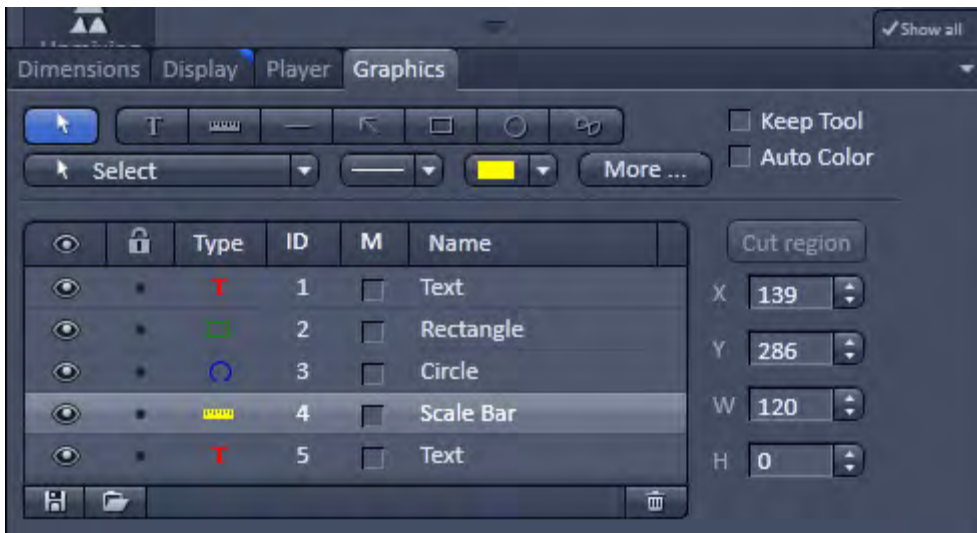 Show all
Dimensions Display Player Graphics
T Keep Tool
Select More ... Auto Color
Type ID M Name Cut region
T 1 Text X 139
2 Rectangle Y 286
3 Circle
4 Scale Bar W 120
T 5 Text H 0